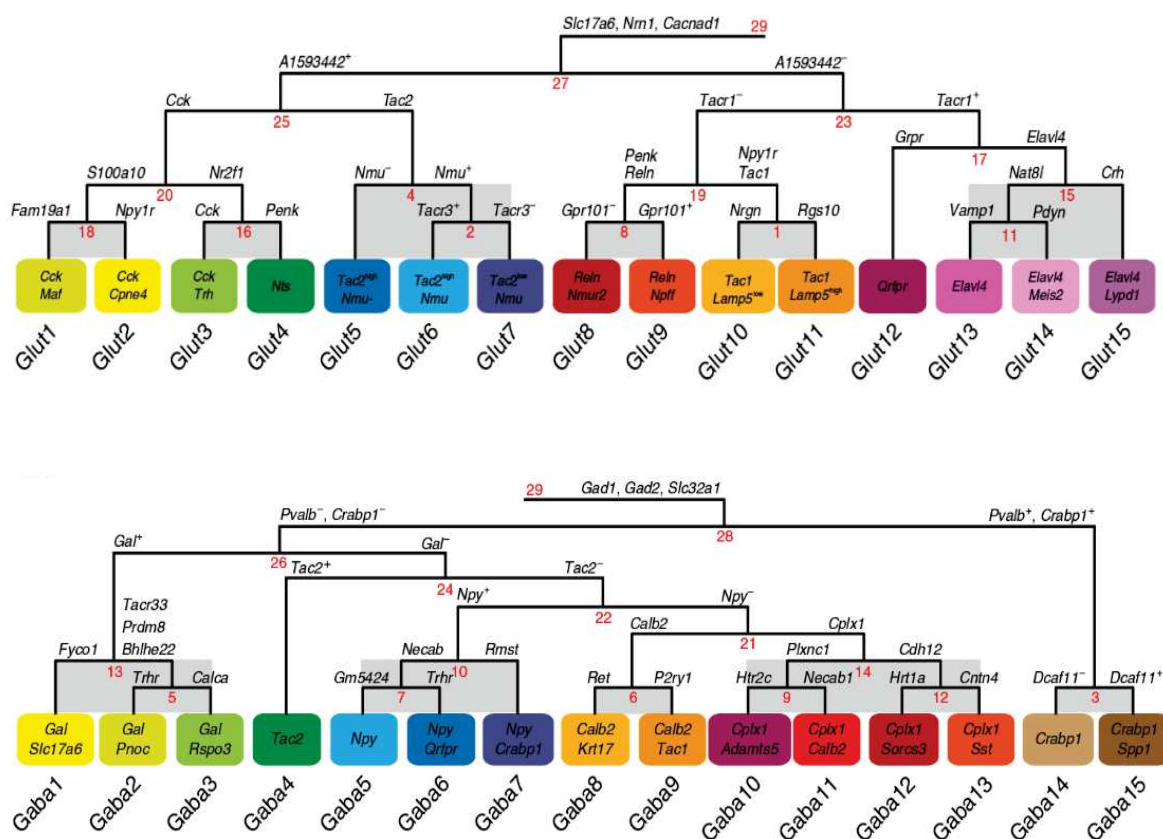 Slc17a6, Nrn1, Cacnad1 29
A1593442⁺ 27 A1593442⁻
Cck 25 Tac2 Tacr1⁻ 23 Tacr1⁺
Grpr 17 Elavl4
S100a10 20 Nr2f1 Nmu⁻ 4 Nmu⁺ Penk Reln 19 Npy1r Tac1 Nat8l 15 Crh
Fam19a1 18 Npy1r Cck 16 Penk Tacr3⁺ 2 Tacr3⁻ Gpr101⁻ 8 Gpr101⁺ Nrgn 1 Rgs10 Vamp1 11 Pdyn
Cck Maf
Cck Cpne4
Cck Trh
Nts
Tac2ʰⁱᵍʰ Nmu-
Tac2ʰⁱᵍʰ Nmu
Tac2ˡᵒʷ Nmu
Reln Nmur2
Reln Npff
Tac1 Lamp5ˡᵒʷ
Tac1 Lamp5ʰⁱᵍʰ
Qrfpr
Elavl4
Elavl4 Meis2
Elavl4 Lypd1
Glut1 Glut2 Glut3 Glut4 Glut5 Glut6 Glut7 Glut8 Glut9 Glut10 Glut11 Glut12 Glut13 Glut14 Glut15
29 Gad1, Gad2, Slc32a1
Pvalb⁻, Crabp1⁻ 28 Pvalb⁺, Crabp1⁺
Gal⁺ 26 Gal⁻
Tac2⁺ 24 Tac2⁻
Npy⁺ 22 Npy⁻
Tacr33
Prdm8
Calb2 21 Cplx1
Fyco1 13 Bhlhe22 Necab 10 Rmst Plxnc1 14 Cdh12
Trhr 5 Calca Gm5424 7 Trhr Ret 6 P2ry1 Htr2c 9 Necab1 Hrt1a 12 Cntn4 Dcaf11⁻ 3 Dcaf11⁺
Gal Slc17a6
Gal Pnoc
Gal Rspo3
Tac2
Npy
Npy Qrfpr
Npy Crabp1
Calb2 Krt17
Calb2 Tac1
Cplx1 Adamts5
Cplx1 Calb2
Cplx1 Sorcs3
Cplx1 Sst
Crabp1
Crabp1 Spp1
Gaba1 Gaba2 Gaba3 Gaba4 Gaba5 Gaba6 Gaba7 Gaba8 Gaba9 Gaba10 Gaba11 Gaba12 Gaba13 Gaba14 Gaba15